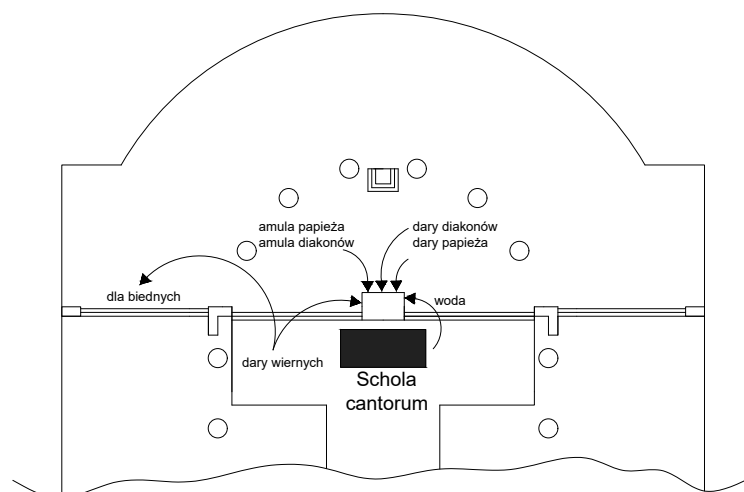 amula papieża
amula diakonów
dary diakonów
dary papieża
dla biednych
woda
dary wiernych
Schola
cantorum